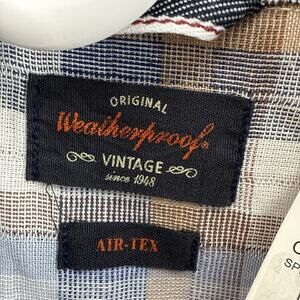 ORIGINAL
Weatherproof®
VINTAGE
since 1948
AIR-TEX